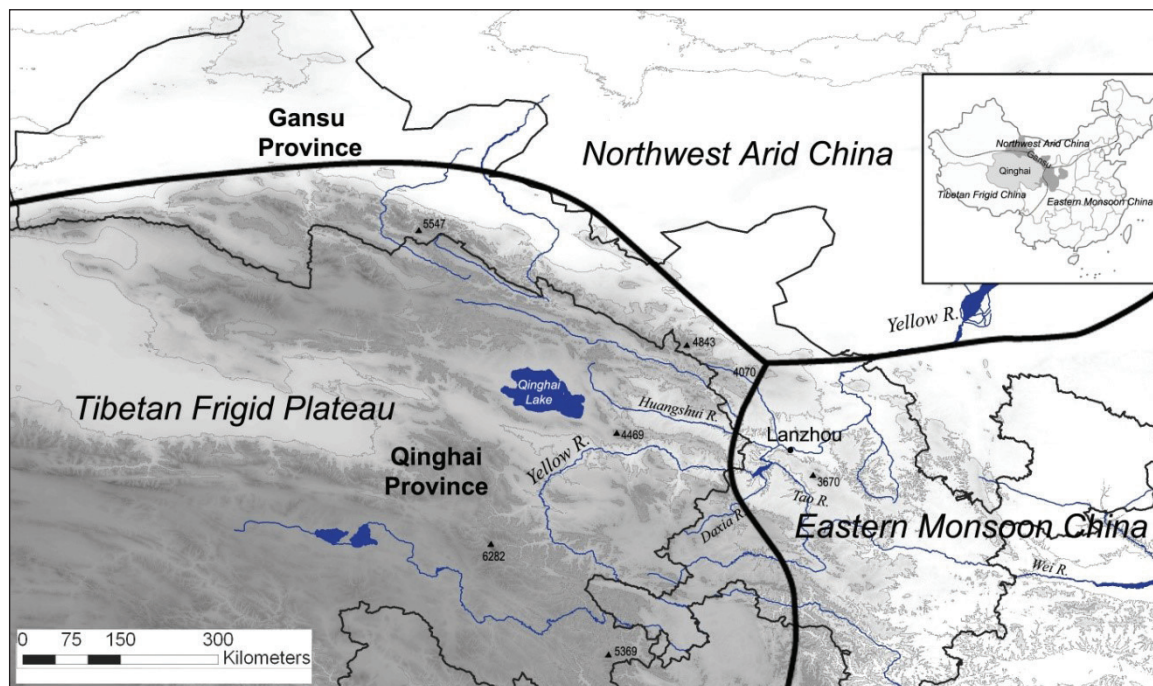 Gansu
Province
Northwest Arid China
Northwest Arid China
Gansu
Qinghai
Tibetan Frigid China
Eastern Monsoon China
5547
Yellow R.
4843
4070
Qinghai
Lake
Huangshui R.
Tibetan Frigid Plateau
Lanzhou
4469
Yellow R.
Qinghai
Province
3670
Tao R.
Daxia R.
Eastern Monsoon China
6282
Wei R.
0 75 150 300
Kilometers
5369